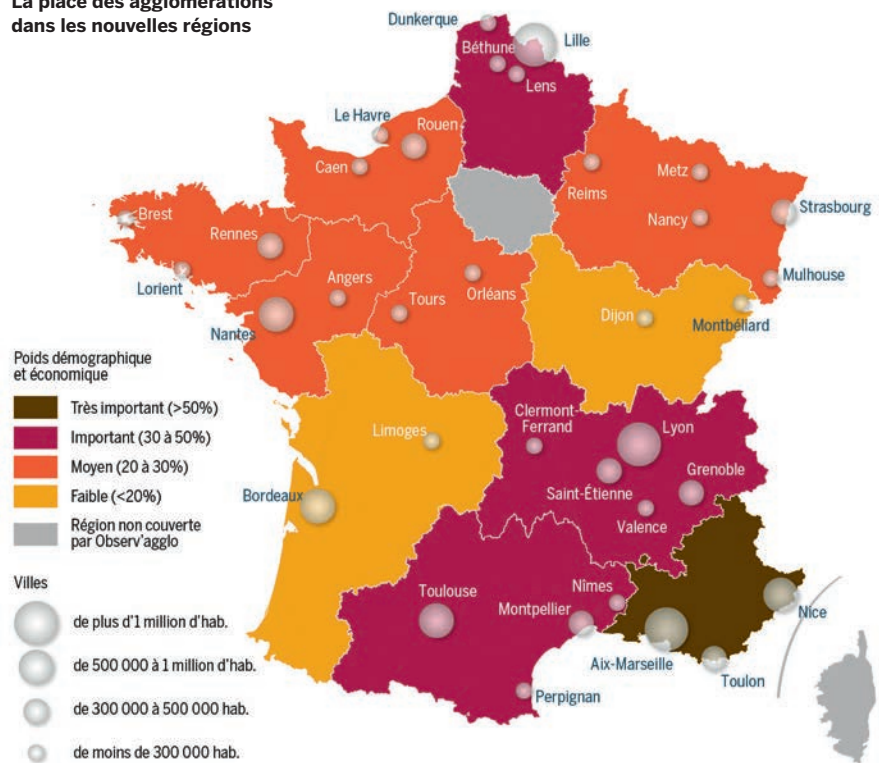 La place des agglomérations
dans les nouvelles régions
Dunkerque
Lille
Béthune
Lens
Le Havre
Rouen
Caen
Reims
Metz
Nancy
Strasbourg
Mulhouse
Brest
Rennes
Lorient
Angers
Nantes
Tours
Orléans
Dijon
Montbéliard
Poids démographique
et économique
Très important (>50%)
Important (30 à 50%)
Moyen (20 à 30%)
Faible (<20%)
Région non couverte
par Observ'agglo
Limoges
Bordeaux
Clermont-
Ferrand
Lyon
Saint-Étienne
Grenoble
Valence
Toulouse
Montpellier
Nîmes
Perpignan
Aix-Marseille
Toulon
Nice
Villes
de plus d'1 million d'hab.
de 500 000 à 1 million d'hab.
de 300 000 à 500 000 hab.
de moins de 300 000 hab.